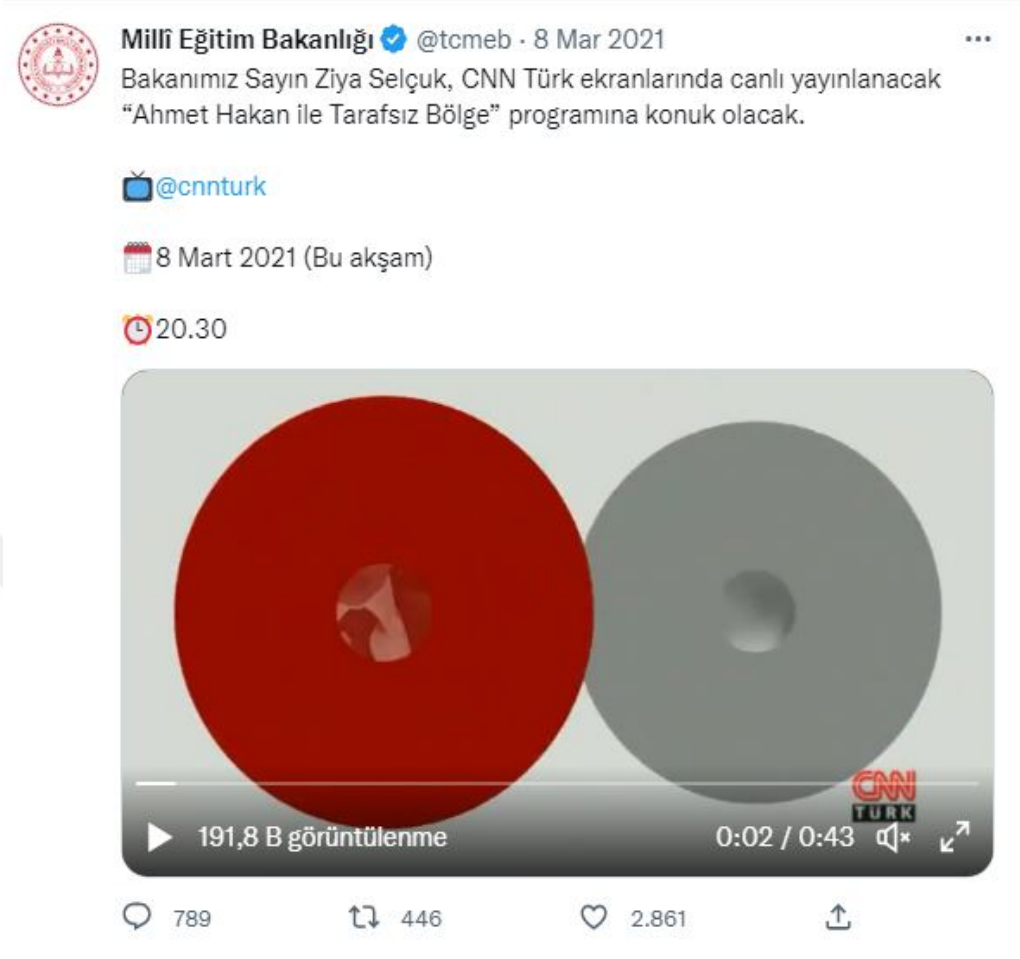 Millî Eğitim Bakanlığı @tcmeb · 8 Mar 2021
Bakanımız Sayın Ziya Selçuk, CNN Türk ekranlarında canlı yayınlanacak
“Ahmet Hakan ile Tarafsız Bölge” programına konuk olacak.
@cnnturk
8 Mart 2021 (Bu akşam)
20.30
CNN
TURK
191,8 B görüntülenme 0:02 / 0:43
789 446 2.861